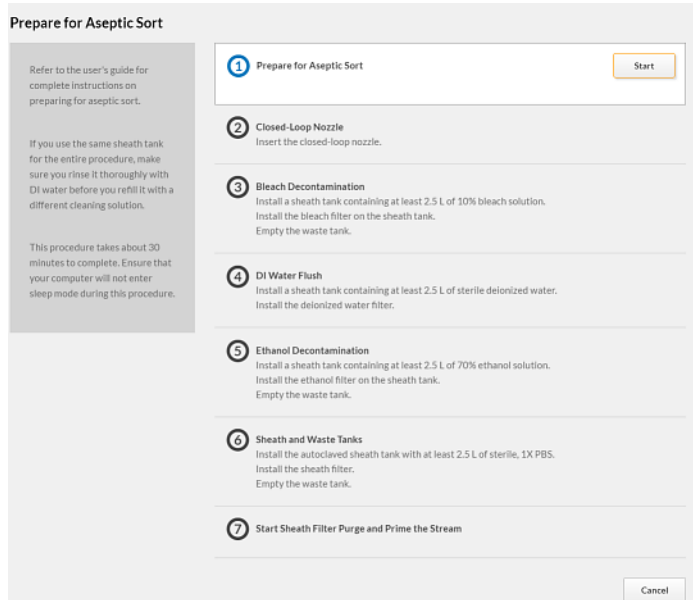 Prepare for Aseptic Sort
Refer to the user's guide for
complete instructions on
preparing for aseptic sort.
If you use the same sheath tank
for the entire procedure, make
sure you rinse it thoroughly with
DI water before you refill it with a
different cleaning solution.
This procedure takes about 30
minutes to complete. Ensure that
your computer will not enter
sleep mode during this procedure.
1 Prepare for Aseptic Sort Start
2 Closed-Loop Nozzle
Insert the closed-loop nozzle.
3 Bleach Decontamination
Install a sheath tank containing at least 2.5 L of 10% bleach solution.
Install the bleach filter on the sheath tank.
Empty the waste tank.
4 DI Water Flush
Install a sheath tank containing at least 2.5 L of sterile deionized water.
Install the deionized water filter.
5 Ethanol Decontamination
Install a sheath tank containing at least 2.5 L of 70% ethanol solution.
Install the ethanol filter on the sheath tank.
Empty the waste tank.
6 Sheath and Waste Tanks
Install the autoclaved sheath tank with at least 2.5 L of sterile, 1X PBS.
Install the sheath filter.
Empty the waste tank.
7 Start Sheath Filter Purge and Prime the Stream
Cancel